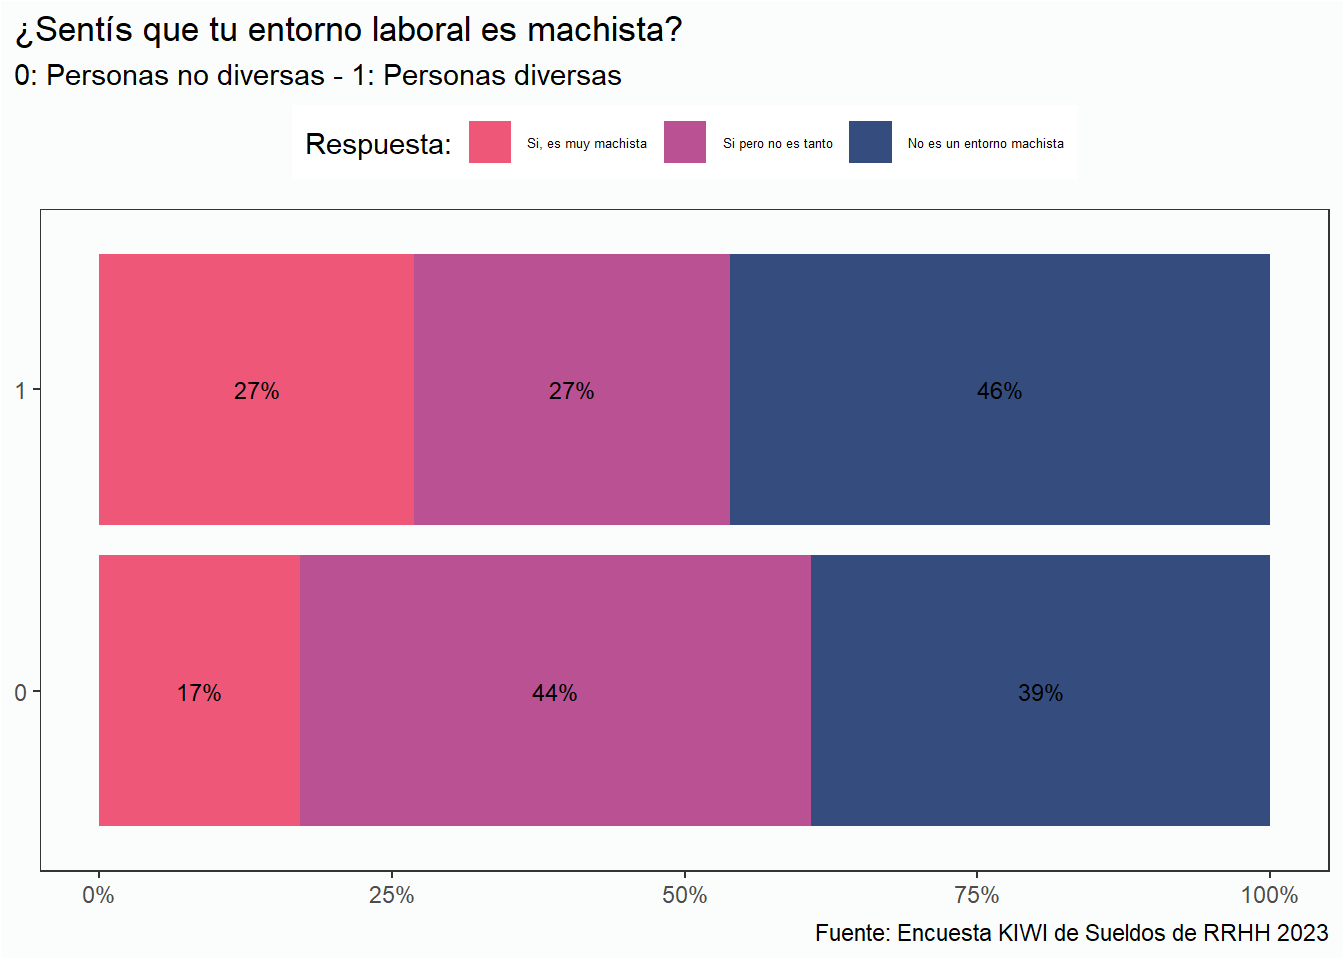 ¿Sentís que tu entorno laboral es machista?
0: Personas no diversas - 1: Personas diversas
Respuesta: Si, es muy machista Si pero no es tanto No es un entorno machista
1 27% 27% 46%
0 17% 44% 39%
0% 25% 50% 75% 100%
Fuente: Encuesta KIWI de Sueldos de RRHH 2023